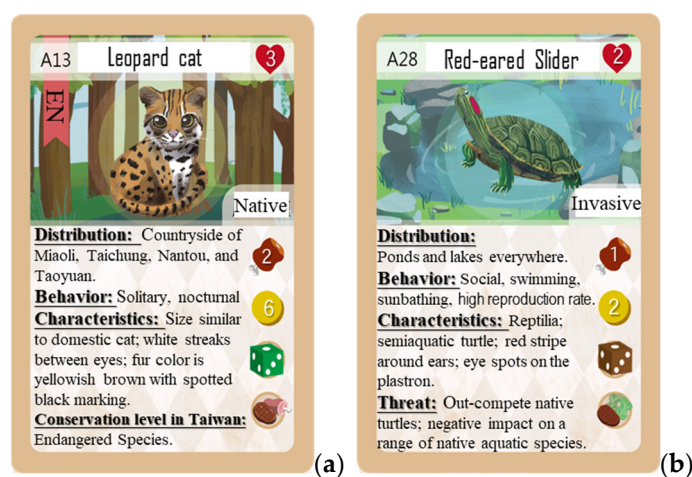 A13 Leopard cat 3
EN
Native
Distribution: Countryside of
Miaoli, Taichung, Nantou, and
Taoyuan.
2
Behavior: Solitary, nocturnal
6
Characteristics: Size similar
to domestic cat; white streaks
between eyes; fur color is
yellowish brown with spotted
black marking.
Conservation level in Taiwan:
Endangered Species.
(a)
A28 Red-eared Slider 2
Invasive
Distribution:
Ponds and lakes everywhere.
1
Behavior: Social, swimming,
sunbathing, high reproduction rate.
2
Characteristics: Reptilia;
semiaquatic turtle; red stripe
around ears; eye spots on the
plastron.
Threat: Out-compete native
turtles; negative impact on a
range of native aquatic species.
(b)